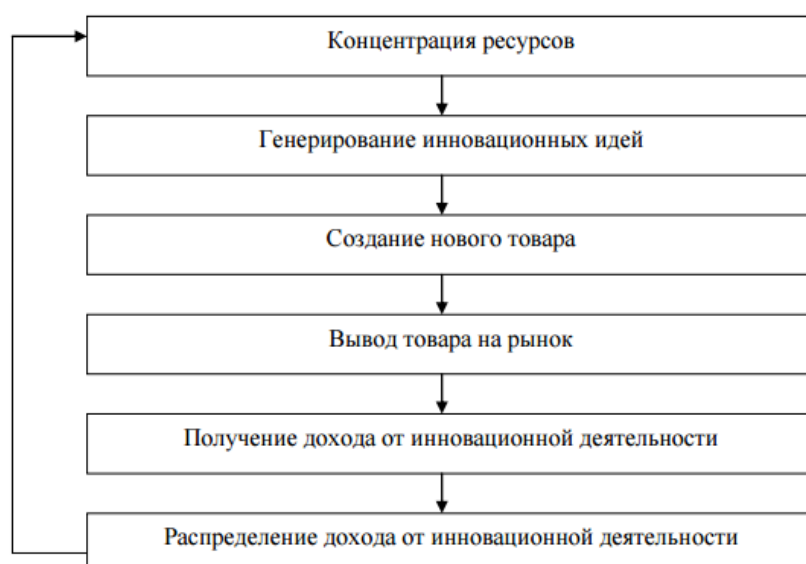 Концентрация ресурсов
Генерирование инновационных идей
Создание нового товара
Вывод товара на рынок
Получение дохода от инновационной деятельности
Распределение дохода от инновационной деятельности